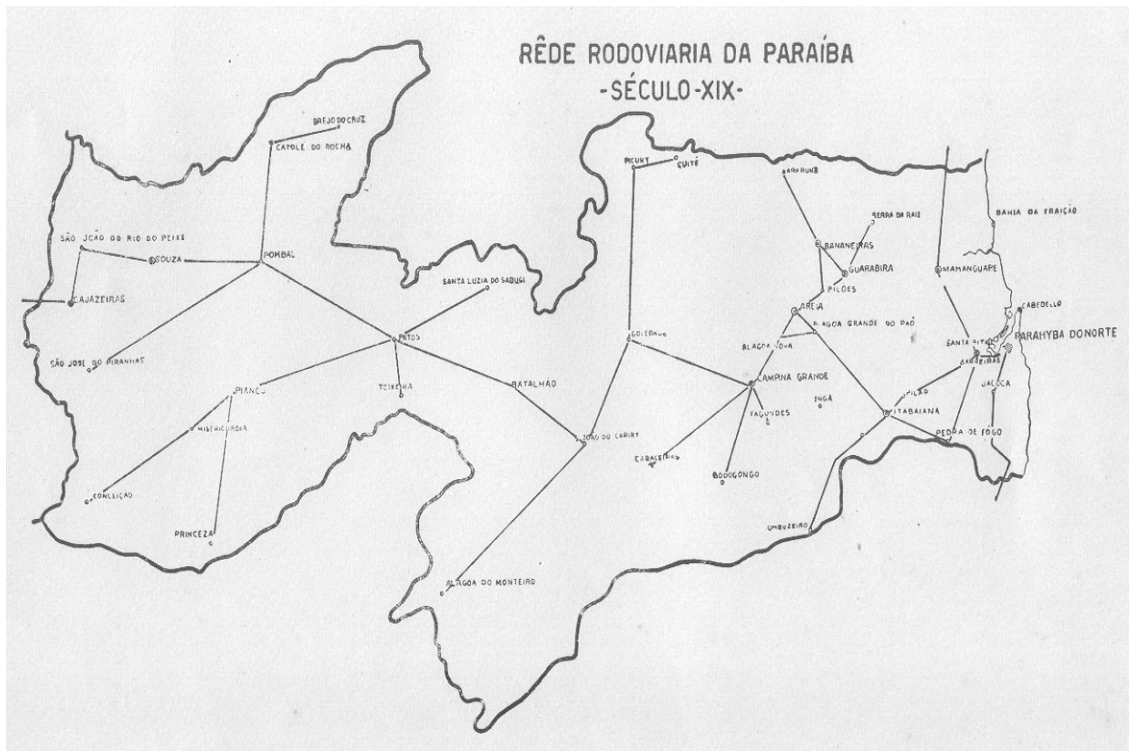 RÊDE RODOVIARIA DA PARAÍBA
-SÉCULO-XIX-
BREJO DO CRUZ
CATOLÉ DO ROCHA
PICUHY
CUITÉ
ARARUNA
SERRA DA RAIZ
BAHIA DA TRAIÇÃO
SÃO JOÃO DO RIO DO PEIXE
SOUZA
POMBAL
BANANEIRAS
GUARABIRA
MAMANGUAPE
SANTA LUZIA DO SABUGI
PILÕES
CAJAZEIRAS
AREIA
CABEDELLO
ALAGOA GRANDE DO PAÓ
PARAHYBA DO NORTE
PATOS
SOLEDADE
ALAGOA NOVA
SANTA RITA
SÃO JOSE DO PIRANHAS
BARREIRAS
PIANCÓ
TEIXEIRA
BATALHÃO
CAMPINA GRANDE
INGÁ
PILAR
JACOCA
FAGUNDES
ITABAIANA
MISERICORDIA
PEDRA DE FOGO
JOÃO DO CARIRY
CABACEIRAS
BODOCONGO
CONCEIÇÃO
PRINCEZA
UMBUZEIRO
ALAGOA DO MONTEIRO